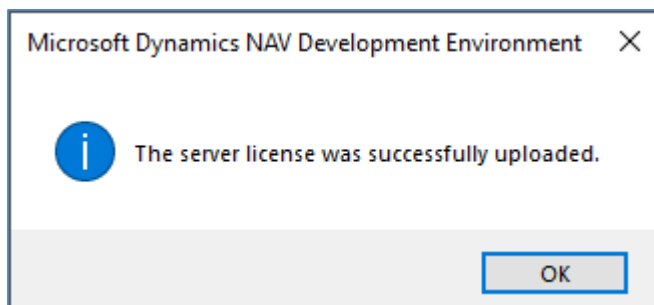 Microsoft Dynamics NAV Development Environment
The server license was successfully uploaded.
OK